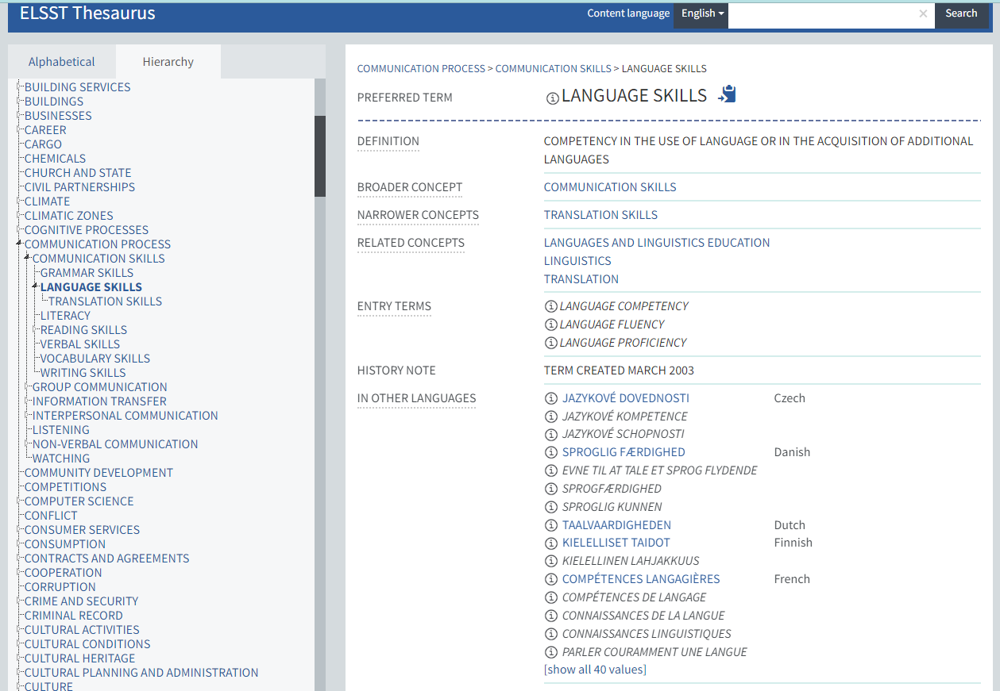 ELSST Thesaurus
Content language English Search
Alphabetical Hierarchy
BUILDING SERVICES
BUILDINGS
BUSINESSES
CAREER
CARGO
CHEMICALS
CHURCH AND STATE
CIVIL PARTNERSHIPS
CLIMATE
CLIMATIC ZONES
COGNITIVE PROCESSES
COMMUNICATION PROCESS
COMMUNICATION SKILLS
GRAMMAR SKILLS
LANGUAGE SKILLS
TRANSLATION SKILLS
LITERACY
READING SKILLS
VERBAL SKILLS
VOCABULARY SKILLS
WRITING SKILLS
GROUP COMMUNICATION
INFORMATION TRANSFER
INTERPERSONAL COMMUNICATION
LISTENING
NON-VERBAL COMMUNICATION
WATCHING
COMMUNITY DEVELOPMENT
COMPETITIONS
COMPUTER SCIENCE
CONFLICT
CONSUMER SERVICES
CONSUMPTION
CONTRACTS AND AGREEMENTS
COOPERATION
CORRUPTION
CRIME AND SECURITY
CRIMINAL RECORD
CULTURAL ACTIVITIES
CULTURAL CONDITIONS
CULTURAL HERITAGE
CULTURAL PLANNING AND ADMINISTRATION
CULTURE
COMMUNICATION PROCESS > COMMUNICATION SKILLS > LANGUAGE SKILLS
PREFERRED TERM LANGUAGE SKILLS
DEFINITION COMPETENCY IN THE USE OF LANGUAGE OR IN THE ACQUISITION OF ADDITIONAL
LANGUAGES
BROADER CONCEPT COMMUNICATION SKILLS
NARROWER CONCEPTS TRANSLATION SKILLS
RELATED CONCEPTS LANGUAGES AND LINGUISTICS EDUCATION
LINGUISTICS
TRANSLATION
ENTRY TERMS LANGUAGE COMPETENCY
LANGUAGE FLUENCY
LANGUAGE PROFICIENCY
HISTORY NOTE TERM CREATED MARCH 2003
IN OTHER LANGUAGES JAZYKOVÉ DOVEDNOSTI Czech
JAZYKOVÉ KOMPETENCE
JAZYKOVÉ SCHOPNOSTI
SPROGLIG FÆRDIGHED Danish
EVNE TIL AT TALE ET SPROG FLYDENDE
SPROGFÆRDIGHED
SPROGLIG KUNNEN
TAALVAARDIGHEDEN Dutch
KIELELLISET TAIDOT Finnish
KIELELLINEN LAHJAKKUUS
COMPÉTENCES LANGAGIÈRES French
COMPÉTENCES DE LANGAGE
CONNAISSANCES DE LA LANGUE
CONNAISSANCES LINGUISTIQUES
PARLER COURAMMENT UNE LANGUE
[show all 40 values]